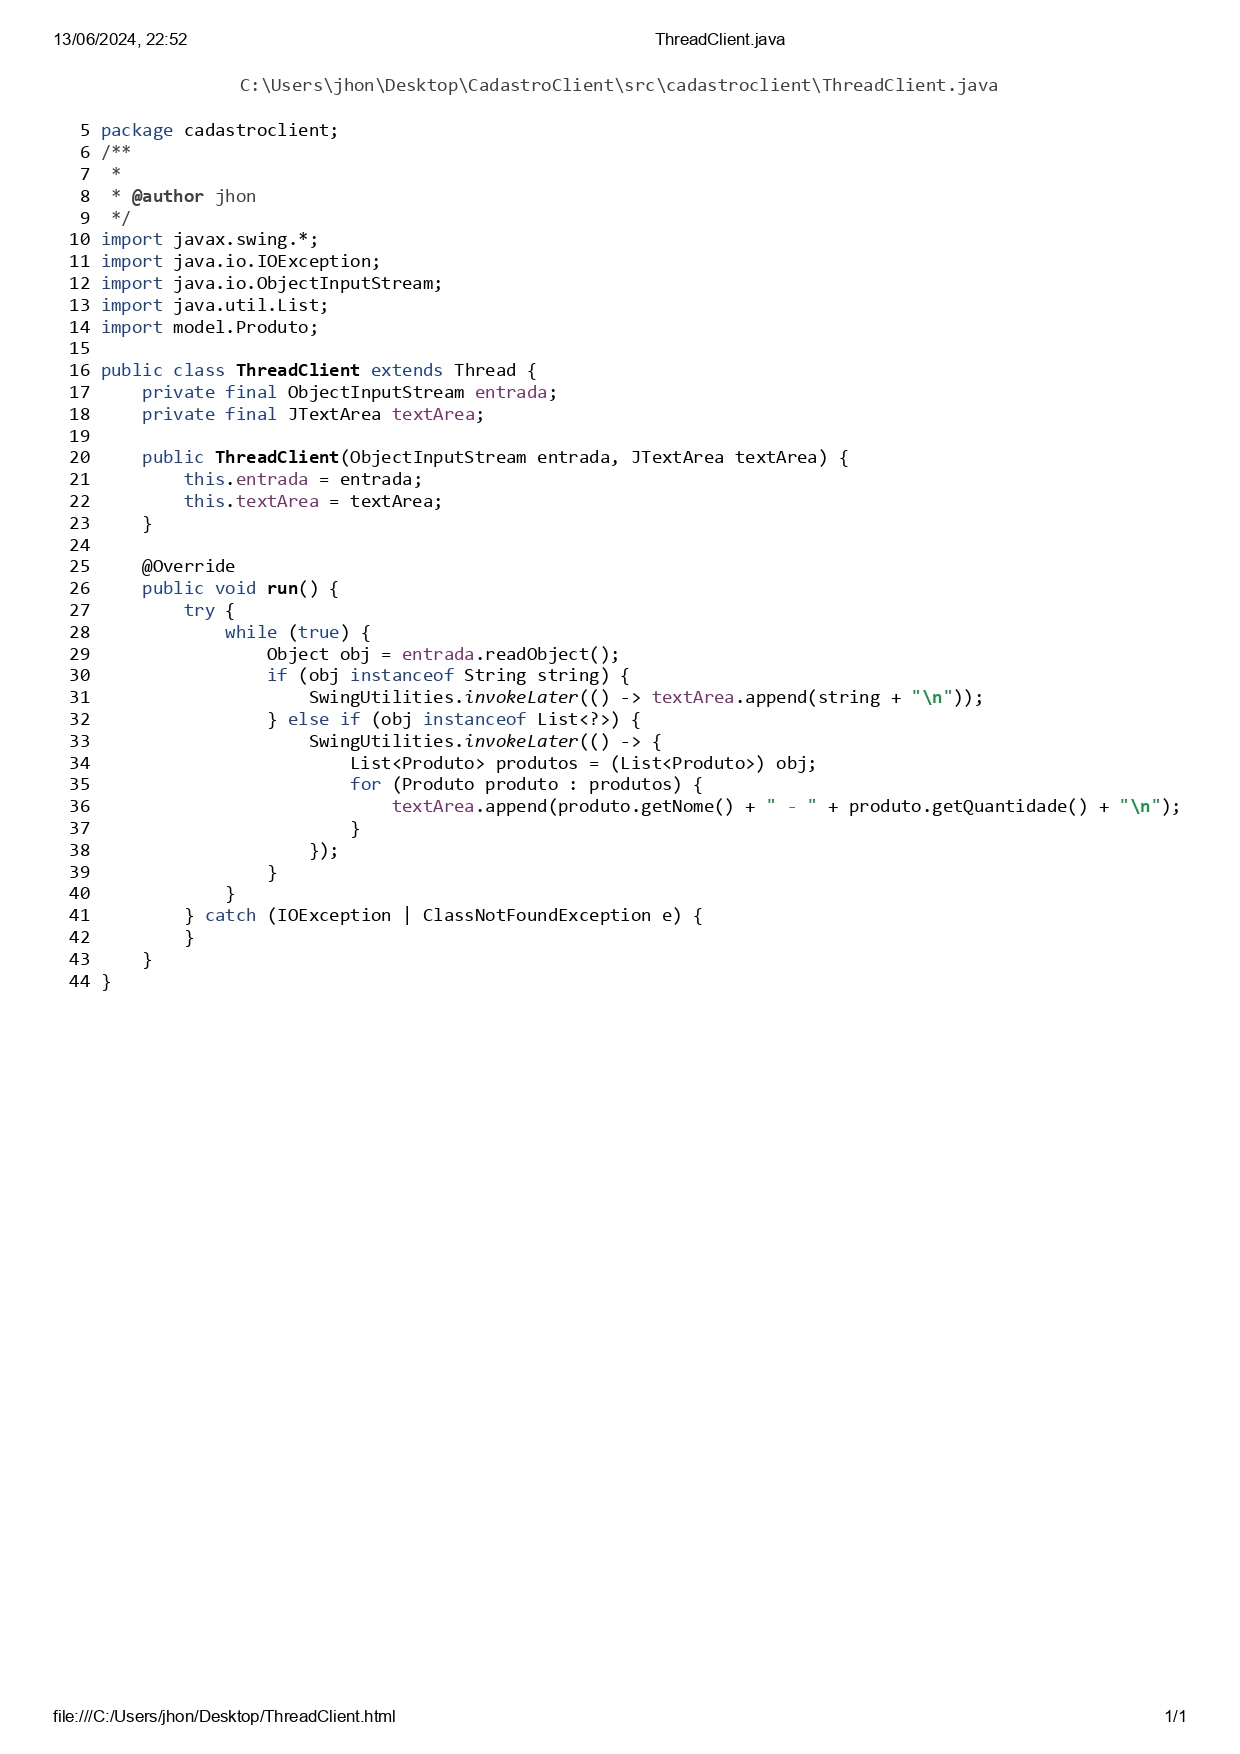 13/06/2024, 22:52 ThreadClient.java
C:\Users\jhon\Desktop\CadastroClient\src\cadastroclient\ThreadClient.java
5 package cadastroclient;
6 /**
7  *
8  * @author jhon
9  */
10 import javax.swing.*;
11 import java.io.IOException;
12 import java.io.ObjectInputStream;
13 import java.util.List;
14 import model.Produto;
15
16 public class ThreadClient extends Thread {
17     private final ObjectInputStream entrada;
18     private final JTextArea textArea;
19
20     public ThreadClient(ObjectInputStream entrada, JTextArea textArea) {
21         this.entrada = entrada;
22         this.textArea = textArea;
23     }
24
25     @Override
26     public void run() {
27         try {
28             while (true) {
29                 Object obj = entrada.readObject();
30                 if (obj instanceof String string) {
31                     SwingUtilities.invokeLater(() -> textArea.append(string + "\n"));
32                 } else if (obj instanceof List<?>) {
33                     SwingUtilities.invokeLater(() -> {
34                         List<Produto> produtos = (List<Produto>) obj;
35                         for (Produto produto : produtos) {
36                             textArea.append(produto.getNome() + " - " + produto.getQuantidade() + "\n");
37                         }
38                     });
39                 }
40             }
41         } catch (IOException | ClassNotFoundException e) {
42         }
43     }
44 }
file:///C:/Users/jhon/Desktop/ThreadClient.html 1/1